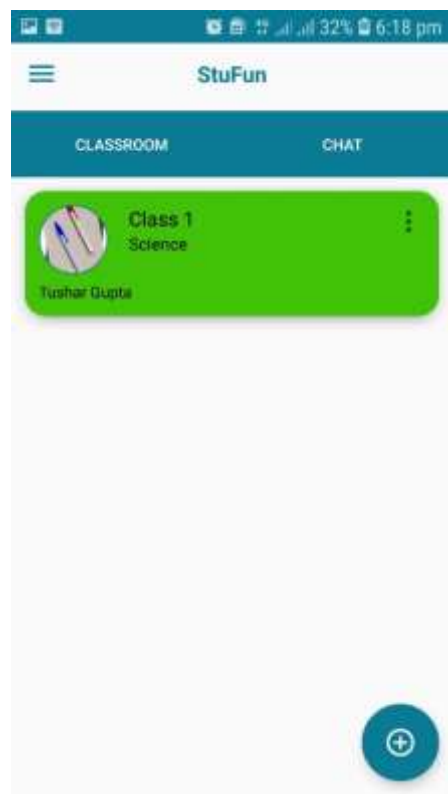 32% 6:18 pm
StuFun
CLASSROOM CHAT
Class 1
Science
Tushar Gupta